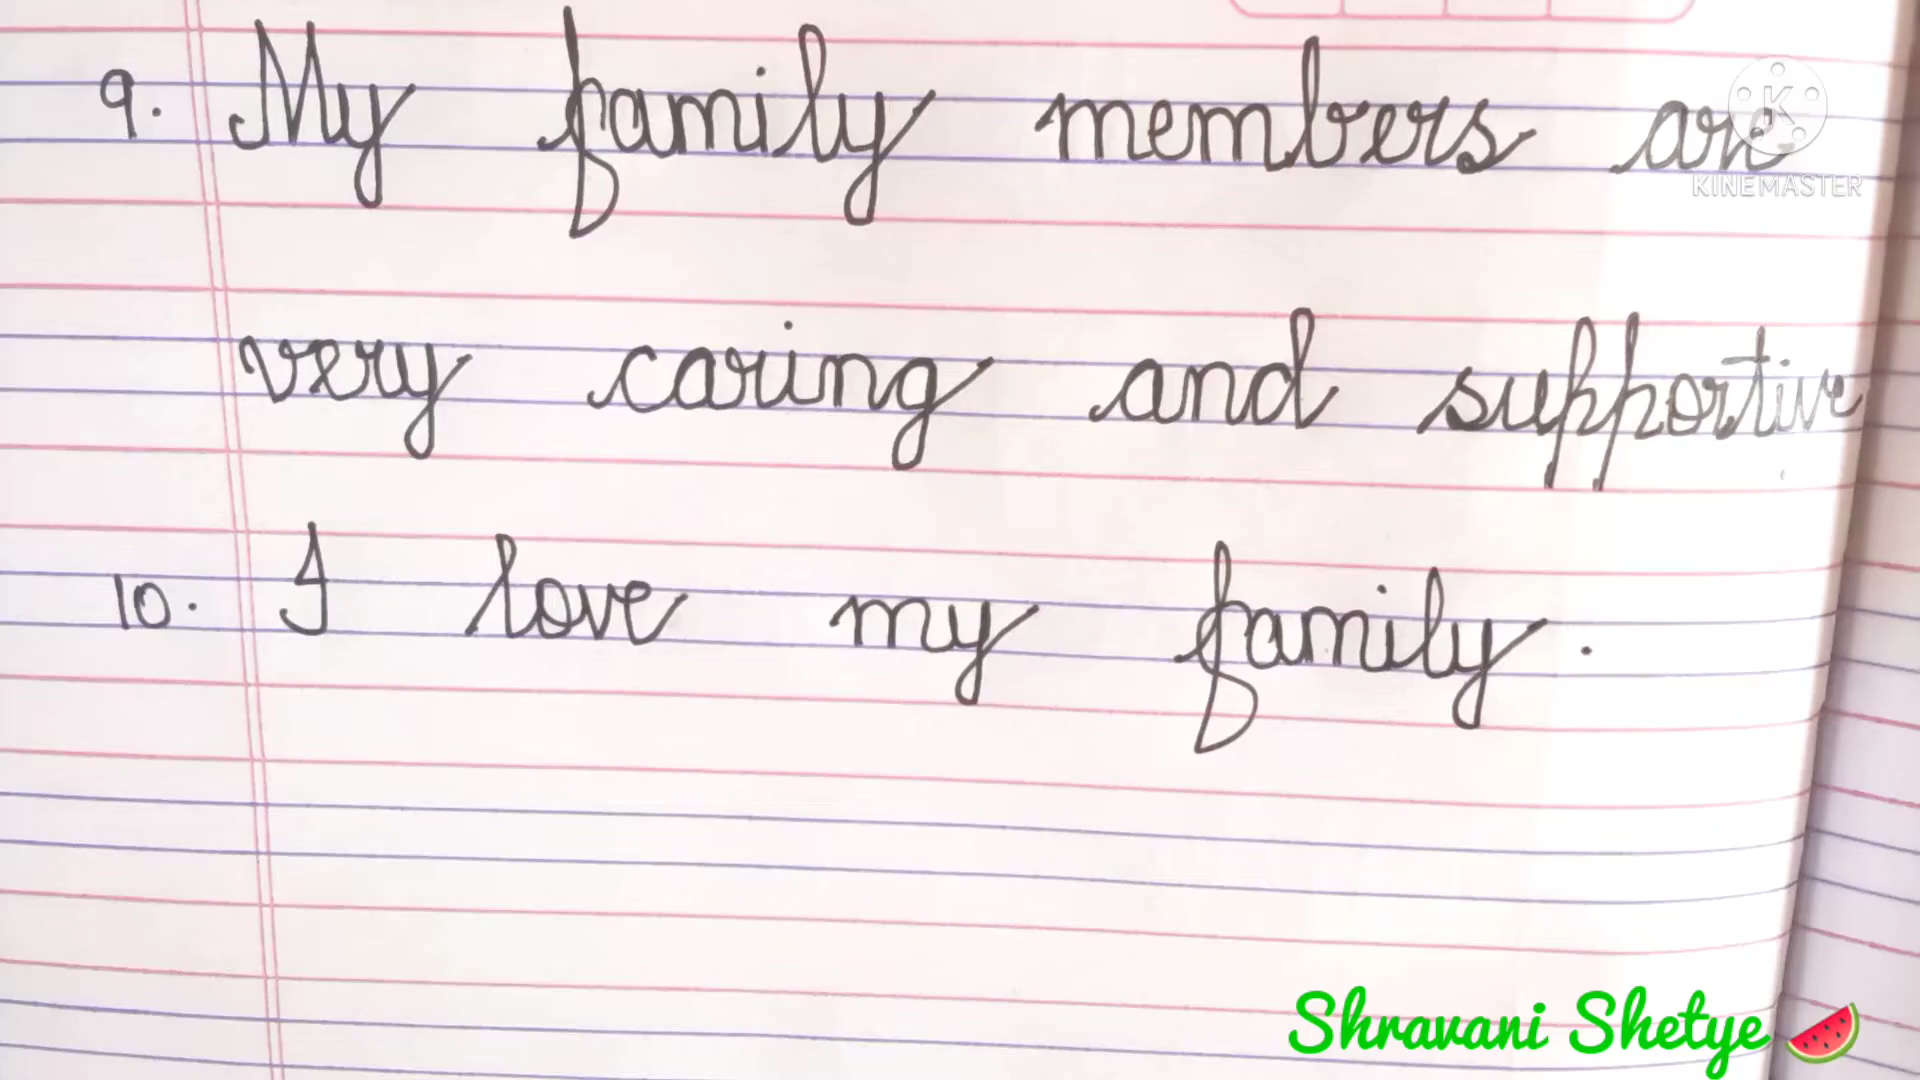 9. My family members are
KINEMASTER
very caring and supportive
10. I love my family.
Shravani Shetye